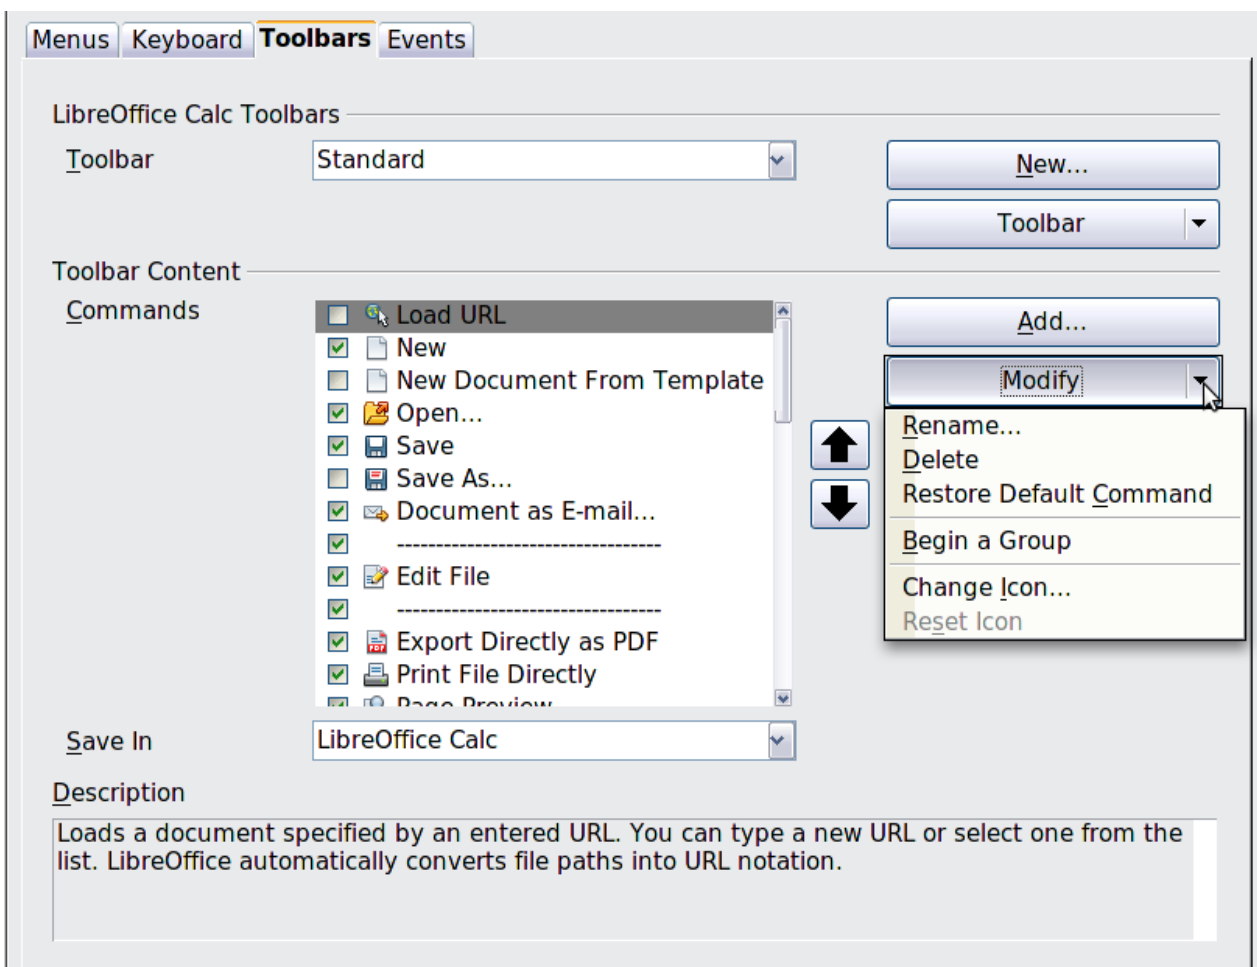 Menus Keyboard Toolbars Events
LibreOffice Calc Toolbars
Toolbar Standard New...
Toolbar
Toolbar Content
Commands Load URL Add...
New
New Document From Template Modify
Open... Rename...
Save Delete
Save As... Restore Default Command
Document as E-mail...
---------------------------------- Begin a Group
Edit File Change Icon...
---------------------------------- Reset Icon
Export Directly as PDF
Print File Directly
Page Preview
Save In LibreOffice Calc
Description
Loads a document specified by an entered URL. You can type a new URL or select one from the
list. LibreOffice automatically converts file paths into URL notation.